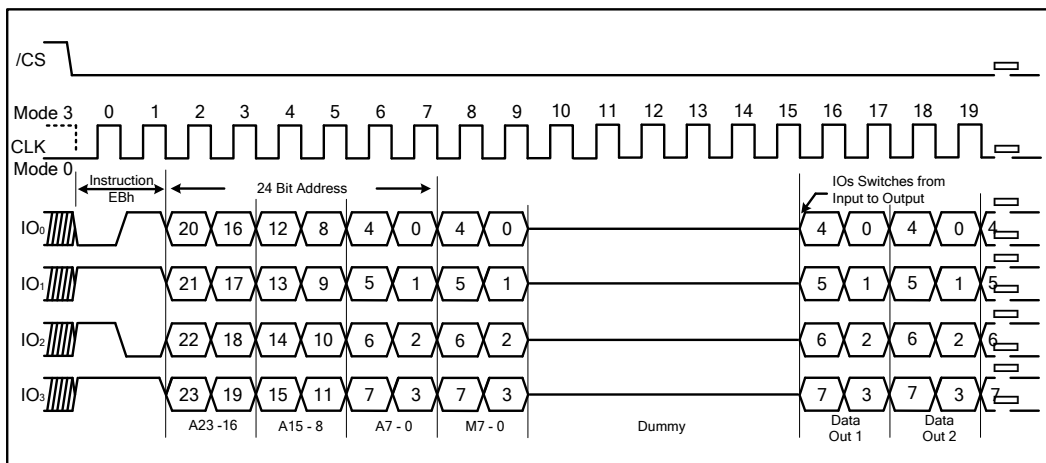 /CS
Mode 3 0 1 2 3 4 5 6 7 8 9 10 11 12 13 14 15 16 17 18 19
CLK
Mode 0
Instruction
EBh
24 Bit Address
IOs Switches from
Input to Output
IO₀ 20 16 12 8 4 0 4 0 4 0 4 0 4
IO₁ 21 17 13 9 5 1 5 1 5 1 5 1 5
IO₂ 22 18 14 10 6 2 6 2 6 2 6 2 6
IO₃ 23 19 15 11 7 3 7 3 7 3 7 3 7
A23 -16 A15 - 8 A7 - 0 M7 - 0 Dummy
Data
Out 1
Data
Out 2